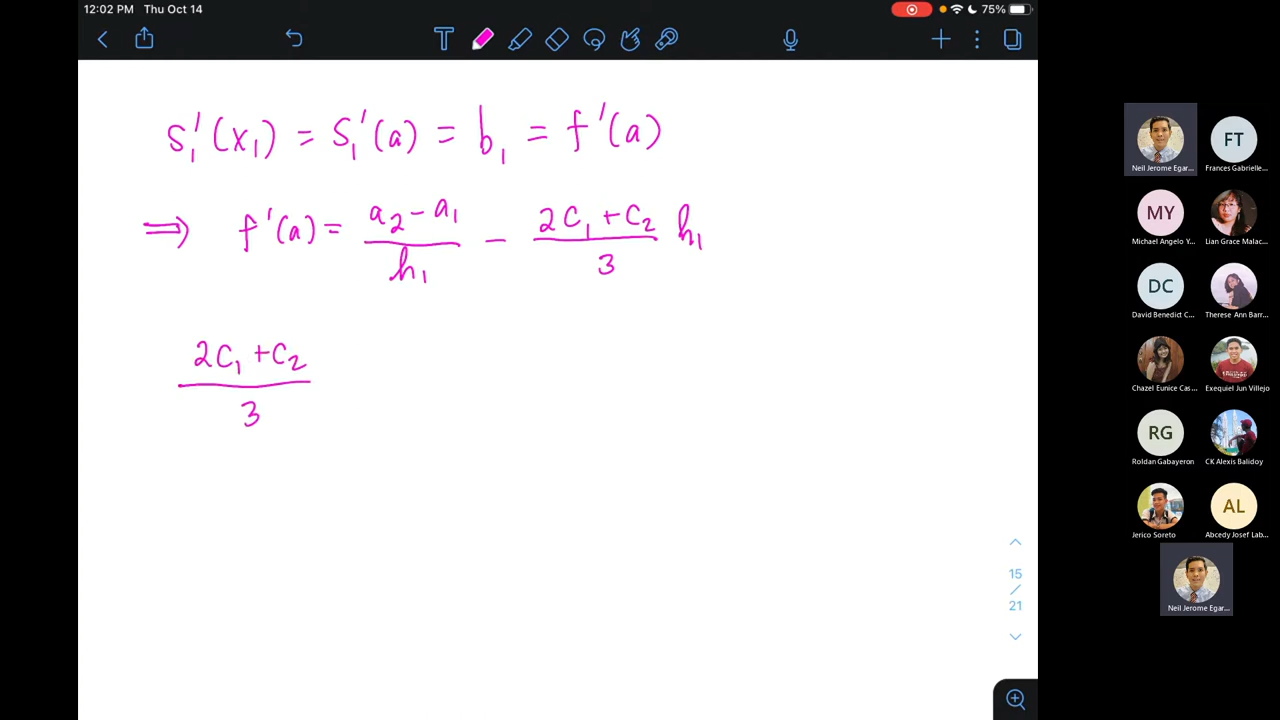 12:02 PM Thu Oct 14 75%
S₁'(x₁) = S₁'(a) = b₁ = f'(a)
⟹ f'(a) = (a₂ - a₁)/h₁ - (2c₁ + c₂)/3 h₁
(2c₁ + c₂)/3
15
/
21
Neil Jerome Egar...
FT
Frances Gabrielle...
MY
Michael Angelo Y...
Lian Grace Malac...
DC
David Benedict C...
Therese Ann Barr...
Chazel Eunice Cas...
Exequiel Jun Villejo
RG
Roldan Gabayeron
CK Alexis Balidoy
Jerico Soreto
AL
Abcedy Josef Lab...
Neil Jerome Egar...